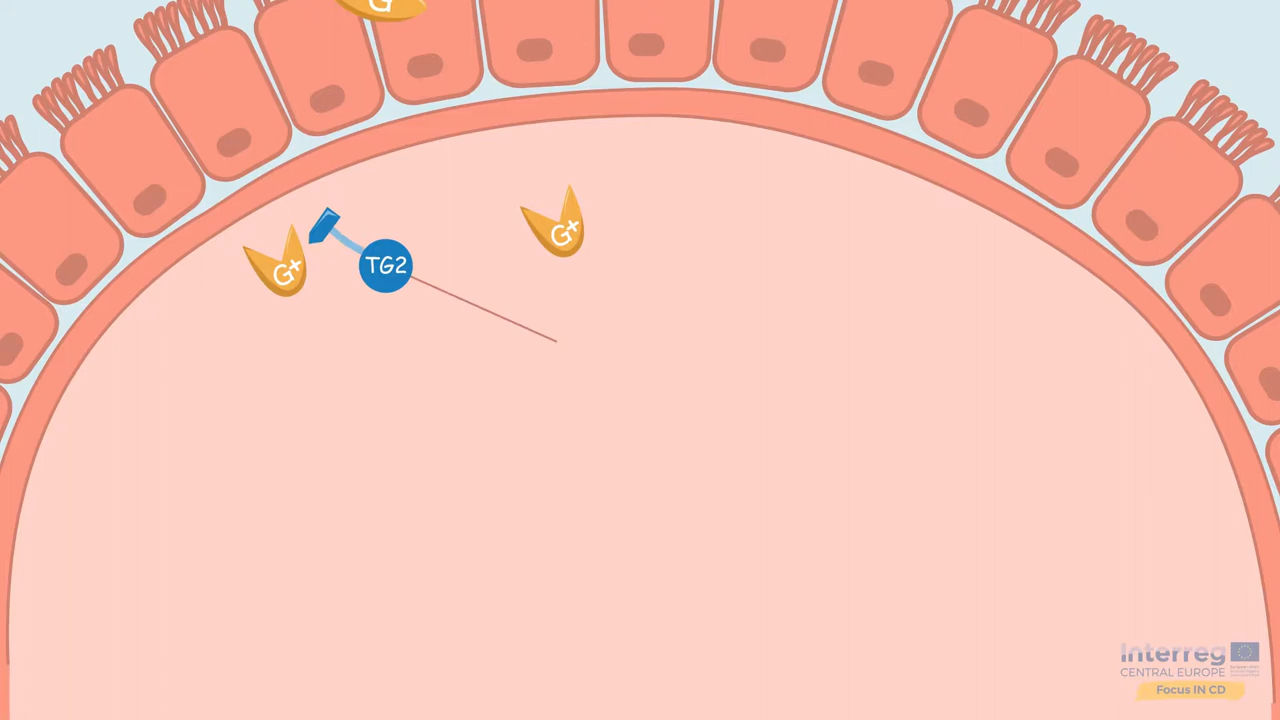 G
G+
G+
TG2
Interreg
CENTRAL EUROPE
Focus IN CD